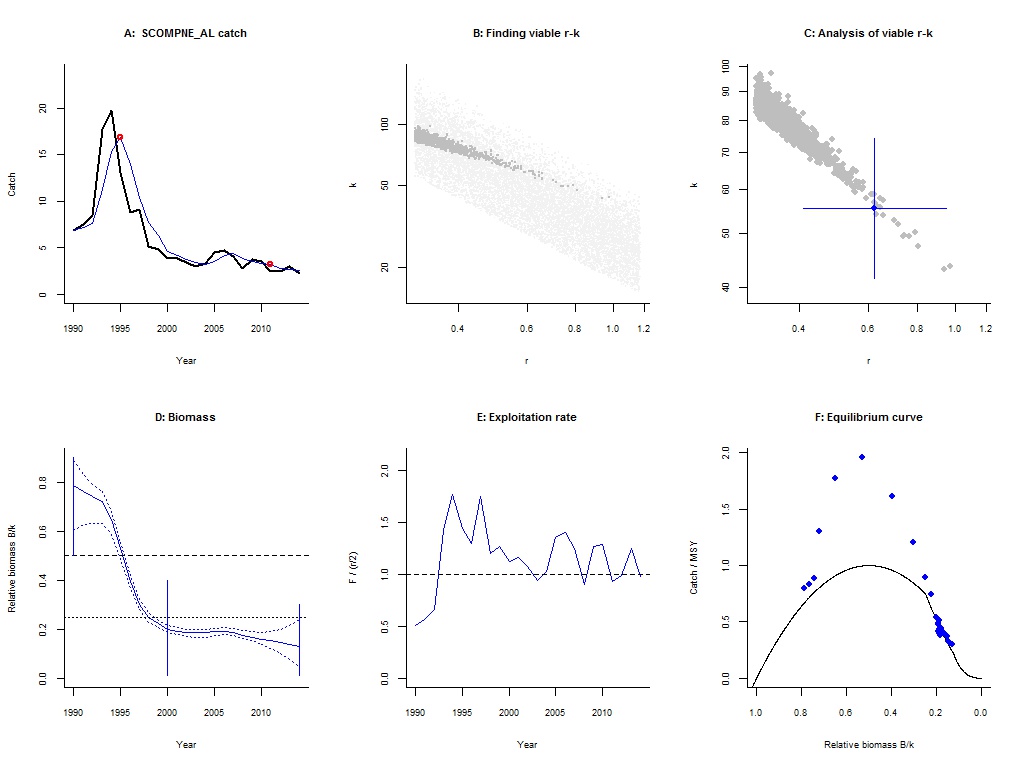 A:  SCOMPNE_AL catch
Catch
20
15
10
5
0
1990 1995 2000 2005 2010
Year
B: Finding viable r-k
k
100
50
20
0.4 0.6 0.8 1.0 1.2
r
C: Analysis of viable r-k
k
100
90
80
70
60
50
40
0.4 0.6 0.8 1.0 1.2
r
D: Biomass
Relative biomass B/k
0.8
0.6
0.4
0.2
0.0
1990 1995 2000 2005 2010
Year
E: Exploitation rate
F / (r/2)
2.0
1.5
1.0
0.5
0.0
1990 1995 2000 2005 2010
Year
F: Equilibrium curve
Catch / MSY
2.0
1.5
1.0
0.5
0.0
1.0 0.8 0.6 0.4 0.2 0.0
Relative biomass B/k